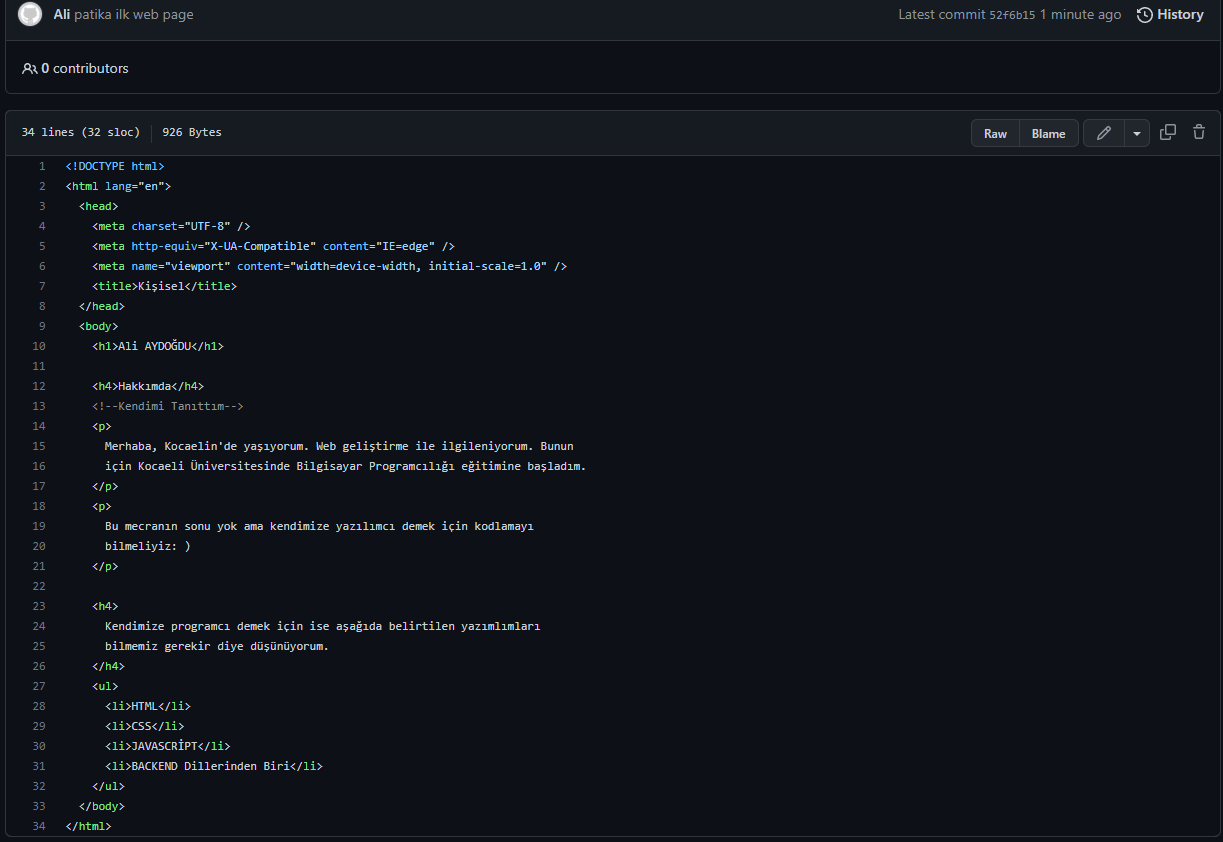 Ali patika ilk web page Latest commit 52f6b15 1 minute ago History
0 contributors
34 lines (32 sloc) 926 Bytes Raw Blame
1 <!DOCTYPE html>
2 <html lang="en">
3 <head>
4 <meta charset="UTF-8" />
5 <meta http-equiv="X-UA-Compatible" content="IE=edge" />
6 <meta name="viewport" content="width=device-width, initial-scale=1.0" />
7 <title>Kişisel</title>
8 </head>
9 <body>
10 <h1>Ali AYDOĞDU</h1>
11
12 <h4>Hakkımda</h4>
13 <!--Kendimi Tanıttım-->
14 <p>
15 Merhaba, Kocaelin'de yaşıyorum. Web geliştirme ile ilgileniyorum. Bunun
16 için Kocaeli Üniversitesinde Bilgisayar Programcılığı eğitimine başladım.
17 </p>
18 <p>
19 Bu mecranın sonu yok ama kendimize yazılımcı demek için kodlamayı
20 bilmeliyiz: )
21 </p>
22
23 <h4>
24 Kendimize programcı demek için ise aşağıda belirtilen yazımlımları
25 bilmemiz gerekir diye düşünüyorum.
26 </h4>
27 <ul>
28 <li>HTML</li>
29 <li>CSS</li>
30 <li>JAVASCRİPT</li>
31 <li>BACKEND Dillerinden Biri</li>
32 </ul>
33 </body>
34 </html>